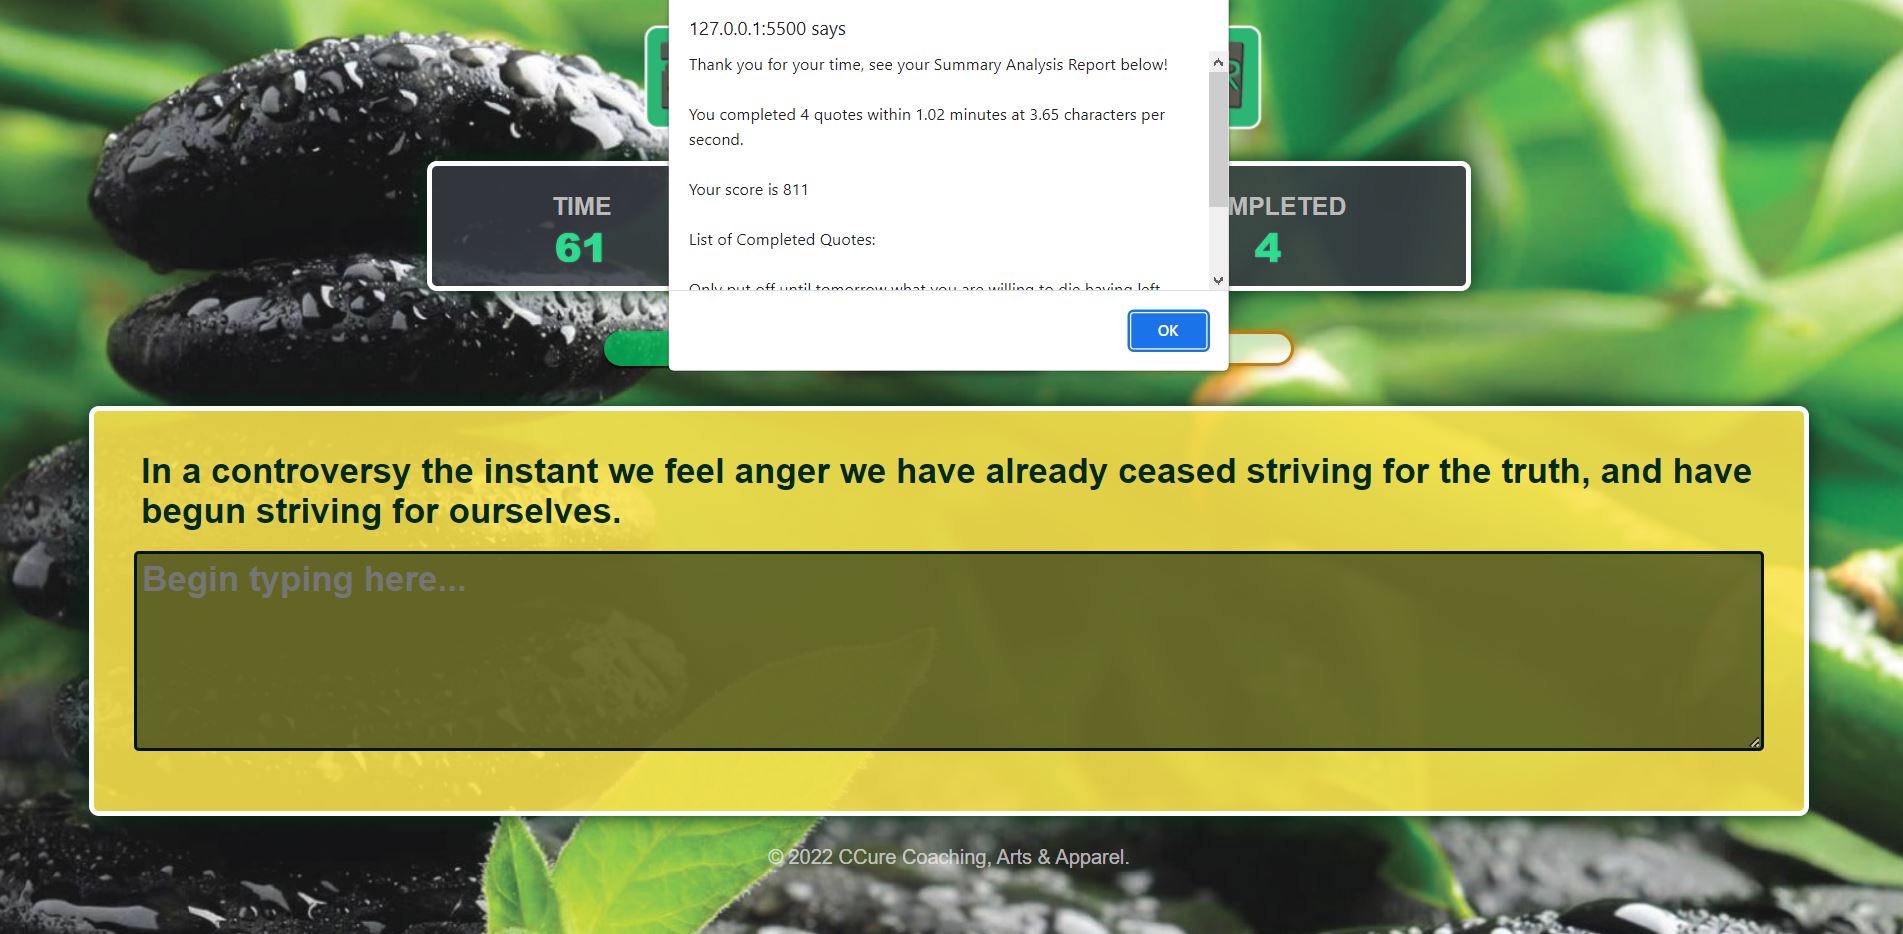 127.0.0.1:5500 says
Thank you for your time, see your Summary Analysis Report below!
You completed 4 quotes within 1.02 minutes at 3.65 characters per
second.
Your score is 811
List of Completed Quotes:
Only put off until tomorrow what you are willing to die having left
OK
TIME
61
MPLETED
4
In a controversy the instant we feel anger we have already ceased striving for the truth, and have
begun striving for ourselves.
Begin typing here...
© 2022 CCure Coaching, Arts & Apparel.